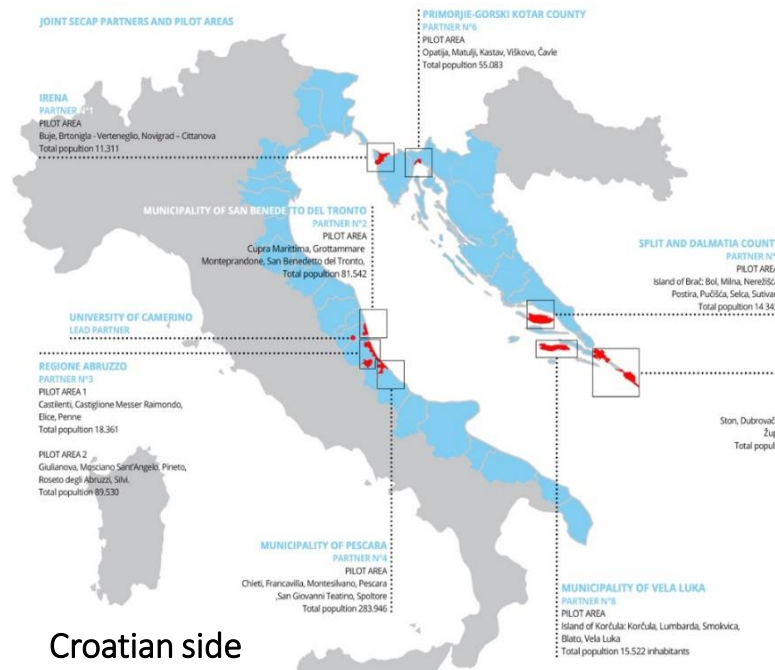 JOINT SECAP PARTNERS AND PILOT AREAS
PRIMORJIE-GORSKI KOTAR COUNTY
PARTNER N°6
PILOT AREA
Opatija, Matulji, Kastav, Viškovo, Čavle
Total popultion 55.083
IRENA
PARTNER N°1
PILOT AREA
Buje, Brtonigla - Verteneglio, Novigrad – Cittanova
Total popultion 11.311
MUNICIPALITY OF SAN BENEDETTO DEL TRONTO
PARTNER N°2
PILOT AREA
Cupra Marittima, Grottammare
Monteprandone, San Benedetto del Tronto,
Total popultion 81.542
SPLIT AND DALMATIA COUNT
PARTNER N°
PILOT AREA
Island of Brač: Bol, Milna, Nerežišć
Postira, Pučišća, Selca, Sutivar
Total popultion 14 34
UNIVERSITY OF CAMERINO
LEAD PARTNER
REGIONE ABRUZZO
PARTNER N°3
PILOT AREA 1
Castilenti, Castiglione Messer Raimondo,
Elice, Penne
Total popultion 18.361
PILOT AREA 2
Giulianova, Mosciano Sant'Angelo, Pineto,
Roseto degli Abruzzi, Silvi.
Total popultion 89.530
Ston, Dubrovač
Žup
Total popult
MUNICIPALITY OF PESCARA
PARTNER N°4
PILOT AREA
Chieti, Francavilla, Montesilvano, Pescara
,San Giovanni Teatino, Spoltore
Total popultion 283.946
MUNICIPALITY OF VELA LUKA
PARTNER N°8
PILOT AREA
Island of Korčula: Korčula, Lumbarda, Smokvica,
Blato, Vela Luka
Total popultion 15.522 inhabitants
Croatian side